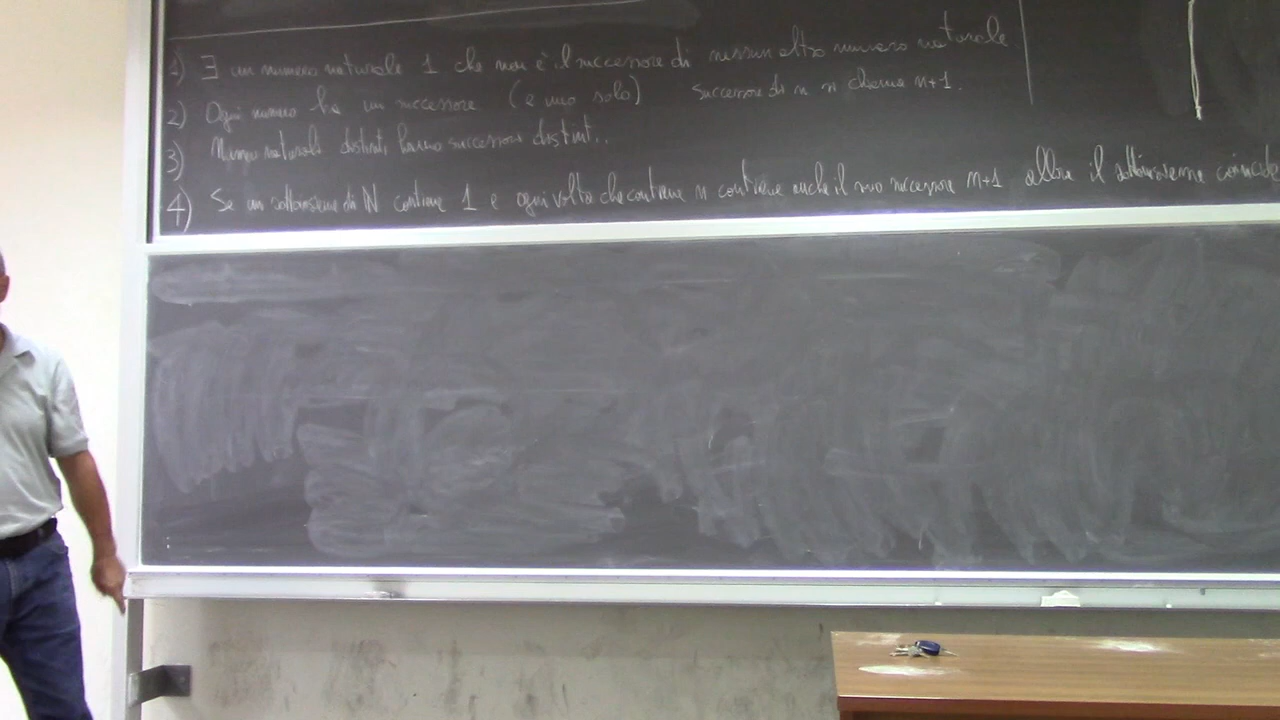 1) ∃ un numero naturale 1 che non è il successore di nessun altro numero naturale
2) Ogni numero ha un successore (e uno solo) Successore di n si chiama n+1.
3) Numeri naturali distinti hanno successori distinti.
4) Se un sottoinsieme di N contiene 1 e ogni volta che contiene n contiene anche il suo successore n+1 allora il sottoinsieme coincide